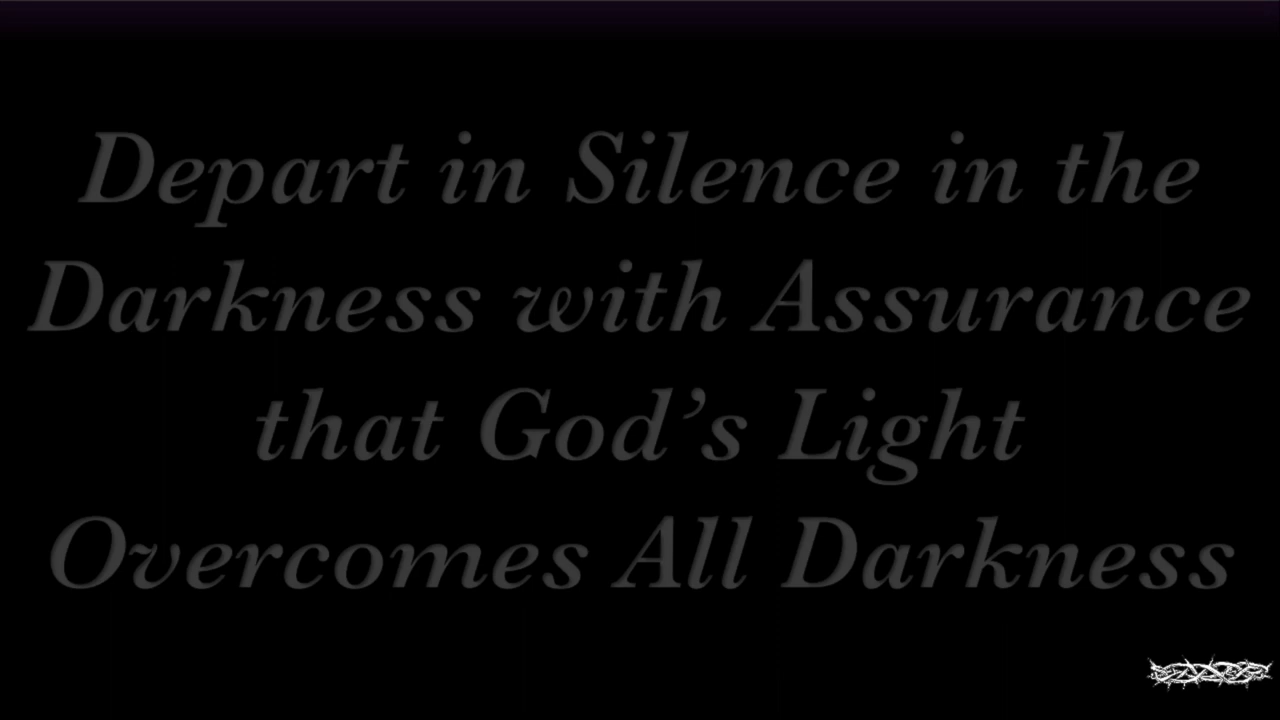 Depart in Silence in the
Darkness with Assurance
that God’s Light
Overcomes All Darkness